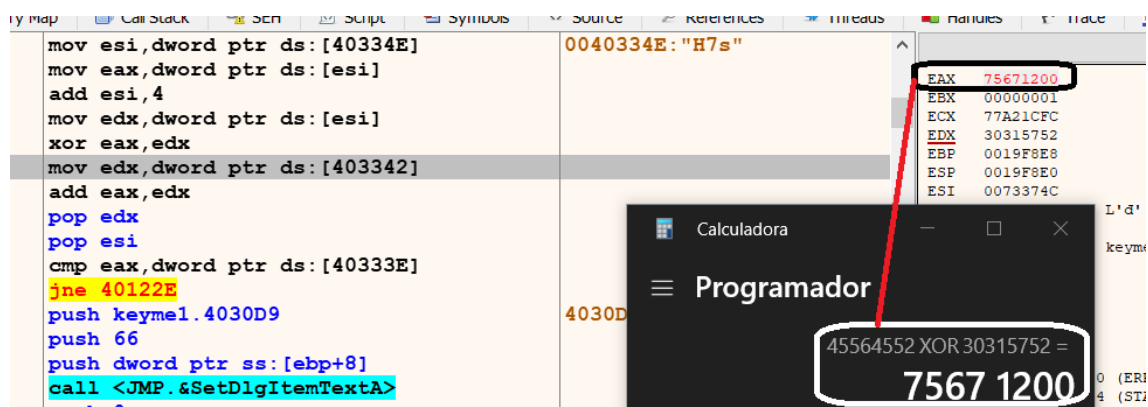 Call Stack SEH Script Symbols Source References Threads Handles Trace
mov esi,dword ptr ds:[40334E] 0040334E:"H7s"
mov eax,dword ptr ds:[esi]
add esi,4
mov edx,dword ptr ds:[esi]
xor eax,edx
mov edx,dword ptr ds:[403342]
add eax,edx
pop edx
pop esi
cmp eax,dword ptr ds:[40333E]
jne 40122E
push keyme1.4030D9 4030D
push 66
push dword ptr ss:[ebp+8]
call <JMP.&SetDlgItemTextA>
EAX 75671200
EBX 00000001
ECX 77A21CFC
EDX 30315752
EBP 0019F8E8
ESP 0019F8E0
ESI 0073374C
L'd'
keyme
Calculadora
Programador
45564552 XOR 30315752 =
7567 1200